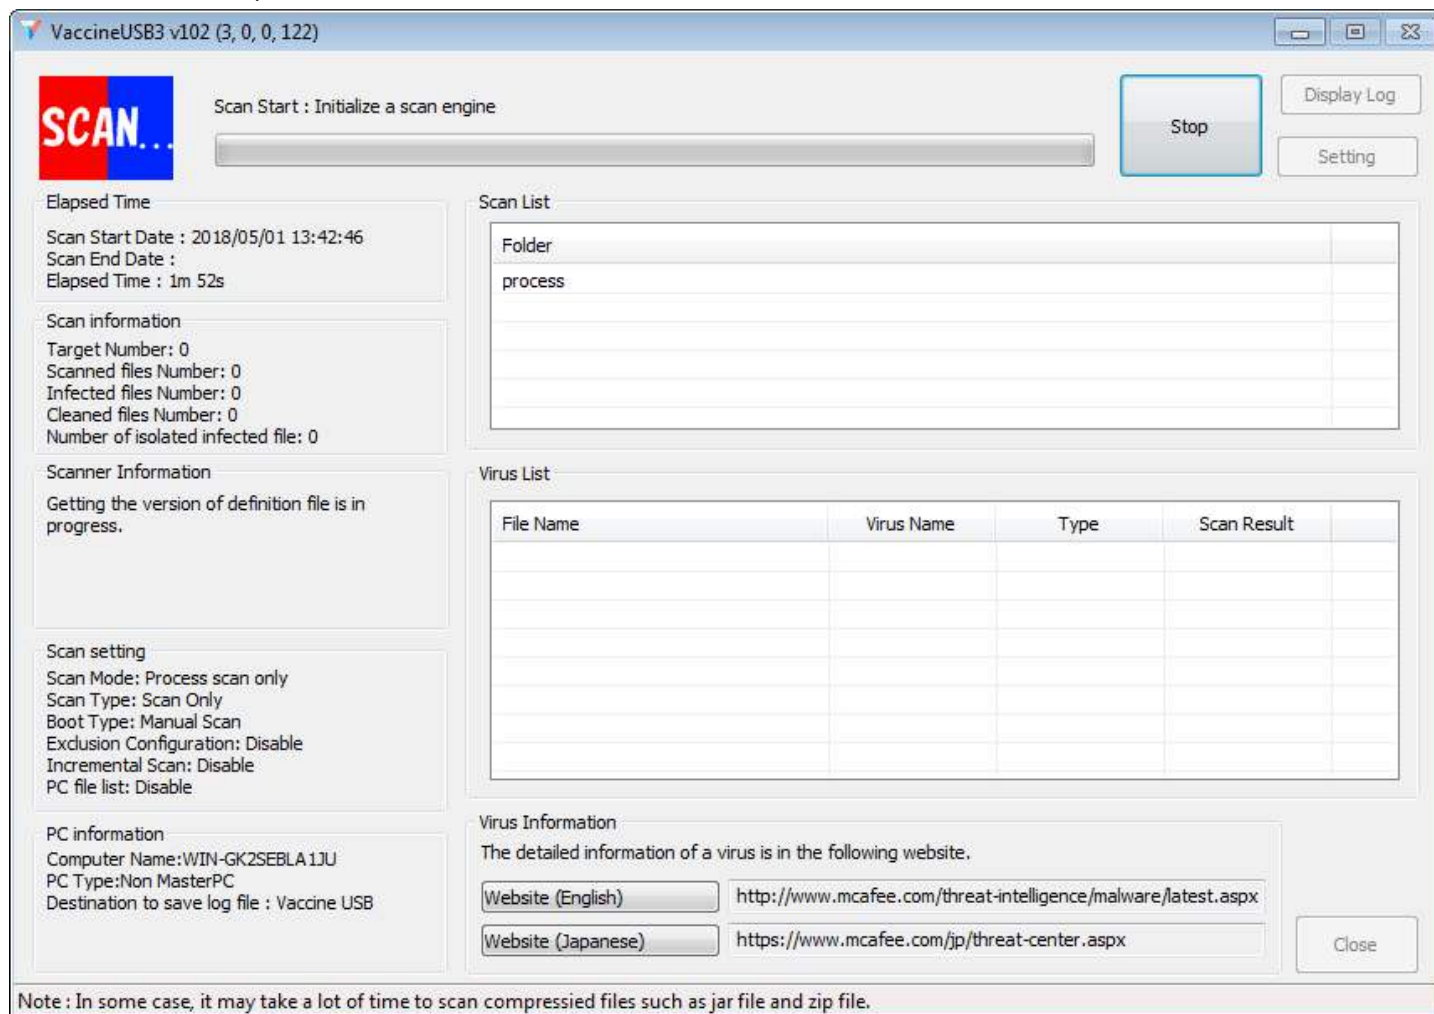 VaccineUSB3 v102 (3, 0, 0, 122)
SCAN...
Scan Start : Initialize a scan engine
Stop
Display Log
Setting
Elapsed Time
Scan Start Date : 2018/05/01 13:42:46
Scan End Date :
Elapsed Time : 1m 52s
Scan information
Target Number: 0
Scanned files Number: 0
Infected files Number: 0
Cleaned files Number: 0
Number of isolated infected file: 0
Scanner Information
Getting the version of definition file is in
progress.
Scan setting
Scan Mode: Process scan only
Scan Type: Scan Only
Boot Type: Manual Scan
Exclusion Configuration: Disable
Incremental Scan: Disable
PC file list: Disable
PC information
Computer Name:WIN-GK2SEBLA1JU
PC Type:Non MasterPC
Destination to save log file : Vaccine USB
Scan List
Folder
process
Virus List
File Name Virus Name Type Scan Result
Virus Information
The detailed information of a virus is in the following website.
Website (English) http://www.mcafee.com/threat-intelligence/malware/latest.aspx
Website (Japanese) https://www.mcafee.com/jp/threat-center.aspx
Close
Note : In some case, it may take a lot of time to scan compressied files such as jar file and zip file.